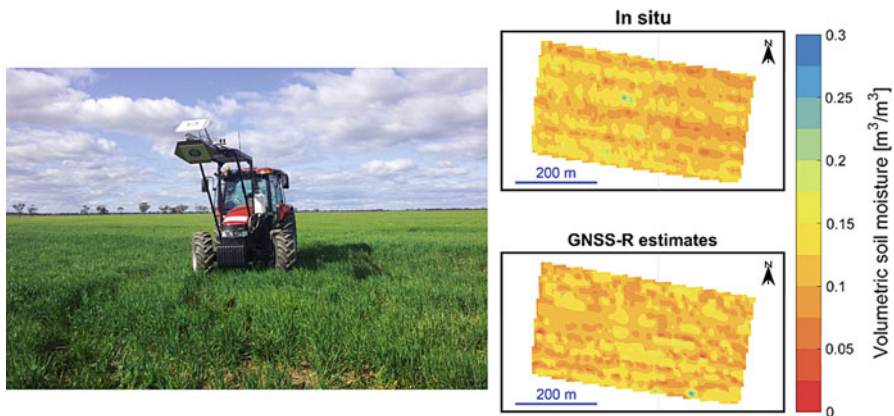 In situ
N
200 m
GNSS-R estimates
N
200 m
0.3
0.25
0.2
0.15
0.1
0.05
0
Volumetric soil moisture [m³/m³]